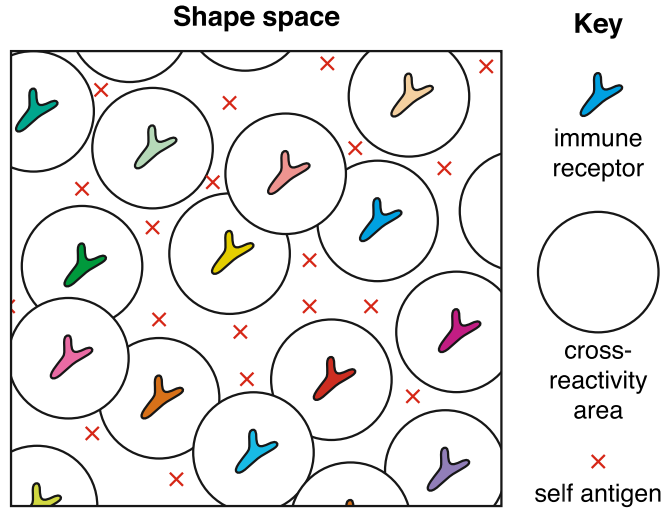 Shape space
Key
immune
receptor
cross-
reactivity
area
self antigen